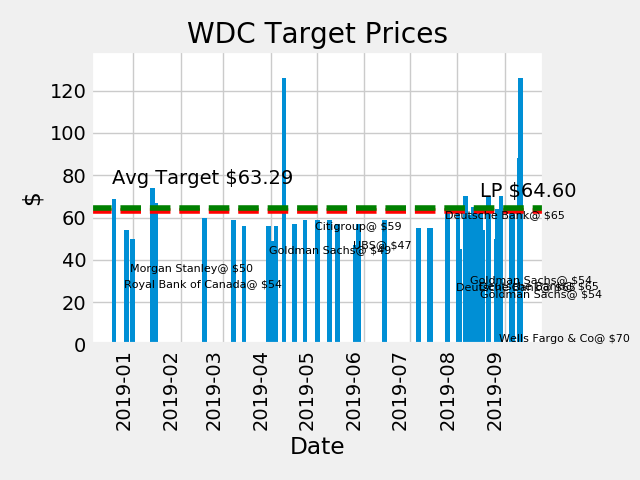 WDC Target Prices
$
120
100
80
60
40
20
0
Avg Target $63.29
LP $64.60
Deutsche Bank@ $65
Citigroup@ $59
UBS@ $47
Goldman Sachs@ $49
Morgan Stanley@ $50
Royal Bank of Canada@ $54
Goldman Sachs@ $54
Deutsche Bank@ $65
Goldman Sachs@ $54
Wells Fargo & Co@ $70
2019-01
2019-02
2019-03
2019-04
2019-05
2019-06
2019-07
2019-08
2019-09
Date